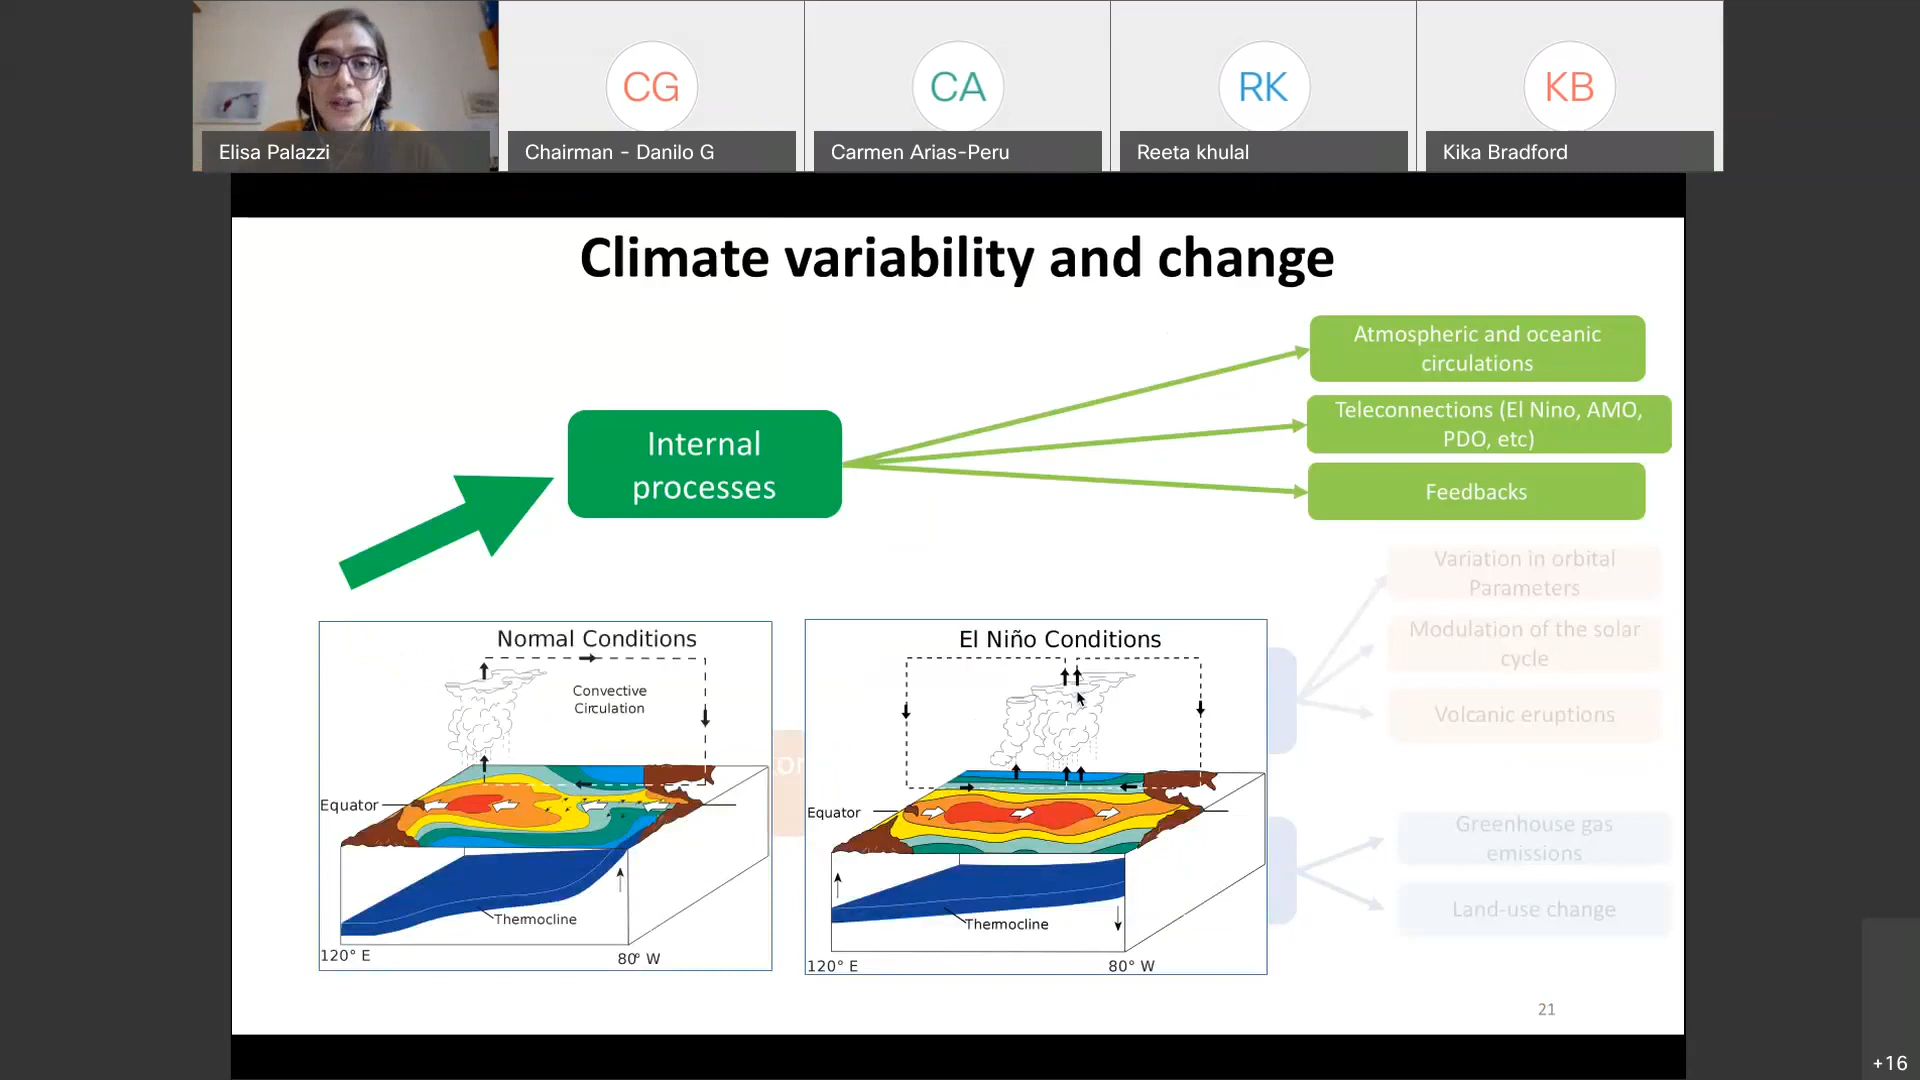 CG
CA
RK
KB
Elisa Palazzi
Chairman - Danilo G
Carmen Arias-Peru
Reeta khulal
Kika Bradford
Climate variability and change
Internal
processes
Atmospheric and oceanic
circulations
Teleconnections (El Nino, AMO,
PDO, etc)
Feedbacks
Variation in orbital
Parameters
Modulation of the solar
cycle
Volcanic eruptions
Greenhouse gas
emissions
Land-use change
Normal Conditions
Convective
Circulation
Equator
Thermocline
120° E
80° W
El Niño Conditions
Equator
Thermocline
120° E
80° W
21
+16